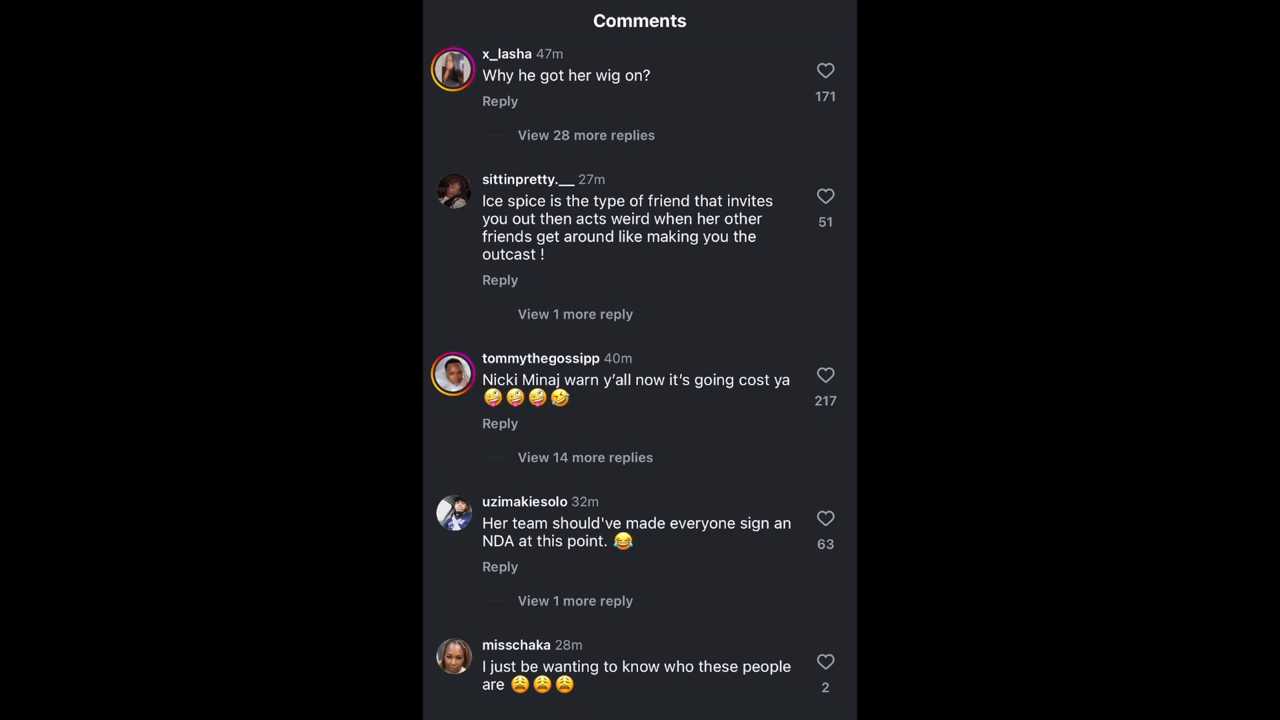 Comments
x_lasha 47m
Why he got her wig on?
171
Reply
View 28 more replies
sittinpretty.__ 27m
Ice spice is the type of friend that invites
you out then acts weird when her other
friends get around like making you the
outcast !
51
Reply
View 1 more reply
tommythegossipp 40m
Nicki Minaj warn y’all now it’s going cost ya
🤪🤪🤪🤣
217
Reply
View 14 more replies
uzimakiesolo 32m
Her team should've made everyone sign an
NDA at this point. 😂
63
Reply
View 1 more reply
misschaka 28m
I just be wanting to know who these people
are 😩😩😩
2